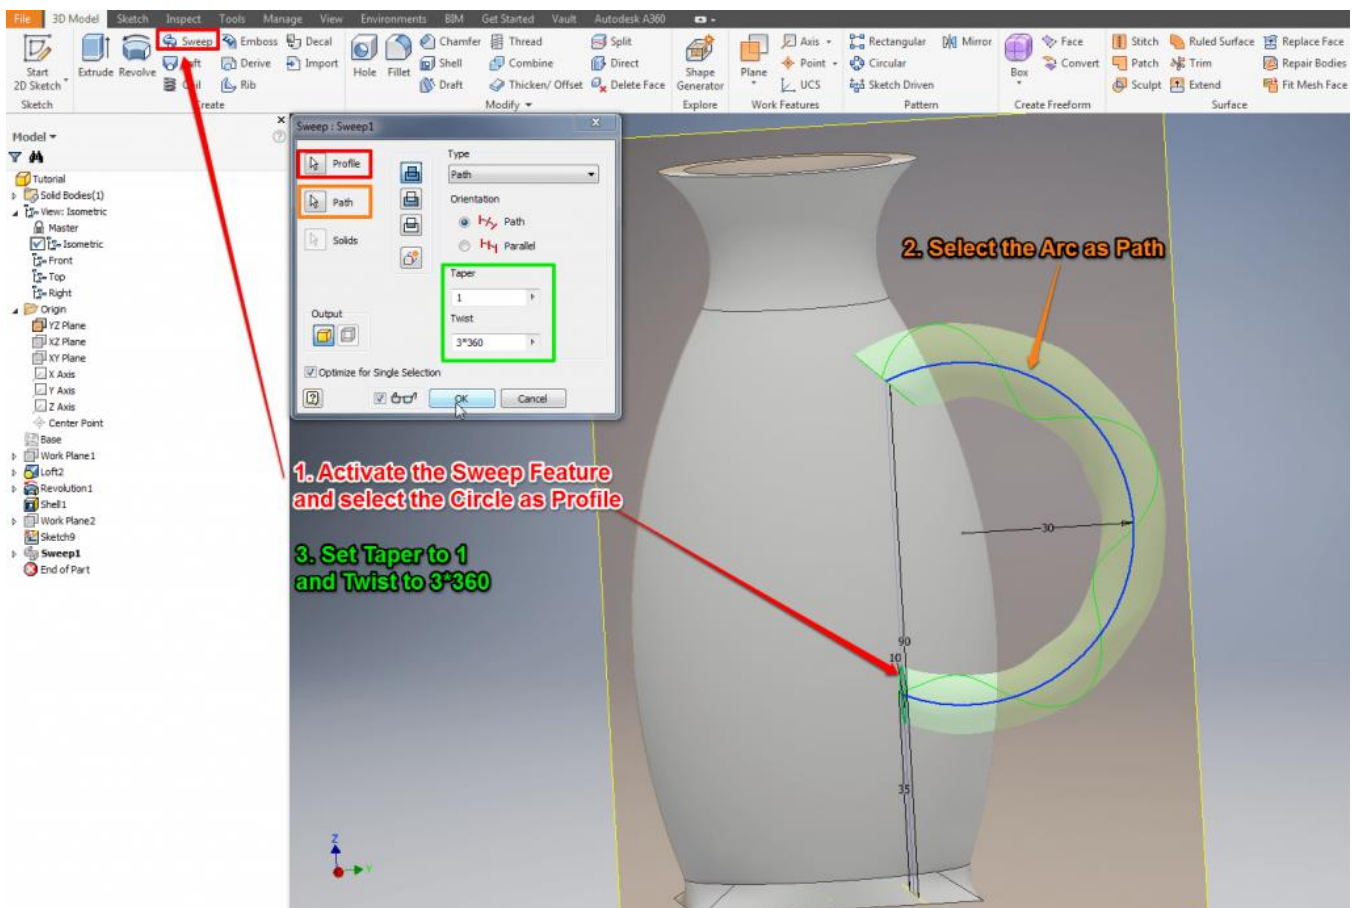 File 3D Model Sketch Inspect Tools Manage View Environments BIM Get Started Vault Autodesk A360
Sweep Emboss Decal Chamfer Thread Split Axis Rectangular Mirror Face Stitch Ruled Surface Replace Face
Derive Import Shell Combine Direct Point Circular Convert Patch Trim Repair Bodies
Start
2D Sketch
Extrude Revolve
Hole Fillet
Shape
Generator
Plane
Box
Rib Draft Thicken/ Offset Delete Face UCS Sketch Driven Sculpt Extend Fit Mesh Face
Sketch Create Modify Explore Work Features Pattern Create Freeform Surface
Model
Tutorial
Solid Bodies(1)
View: Isometric
Master
Isometric
Front
Top
Right
Origin
YZ Plane
XZ Plane
XY Plane
X Axis
Y Axis
Z Axis
Center Point
Base
Work Plane1
Loft2
Revolution1
Shell1
Work Plane2
Sketch9
Sweep1
End of Part
Sweep : Sweep1
Profile
Path
Solids
Output
Type
Path
Orientation
Path
Parallel
Taper
1
Twist
3*360
Optimize for Single Selection
OK Cancel
2. Select the Arc as Path
1. Activate the Sweep Feature
and select the Circle as Profile
3. Set Taper to 1
and Twist to 3*360
30
90
10
35
Z
Y